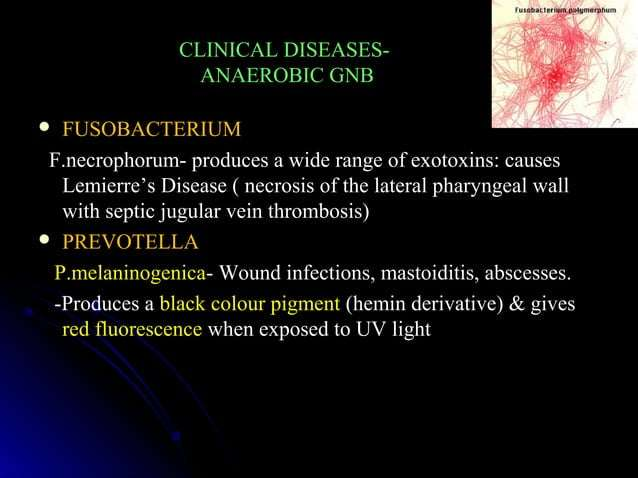 Fusobacterium polymorphum
CLINICAL DISEASES-
ANAEROBIC GNB
FUSOBACTERIUM
F.necrophorum- produces a wide range of exotoxins: causes
Lemierre’s Disease ( necrosis of the lateral pharyngeal wall
with septic jugular vein thrombosis)
PREVOTELLA
P.melaninogenica- Wound infections, mastoiditis, abscesses.
-Produces a black colour pigment (hemin derivative) & gives
red fluorescence when exposed to UV light